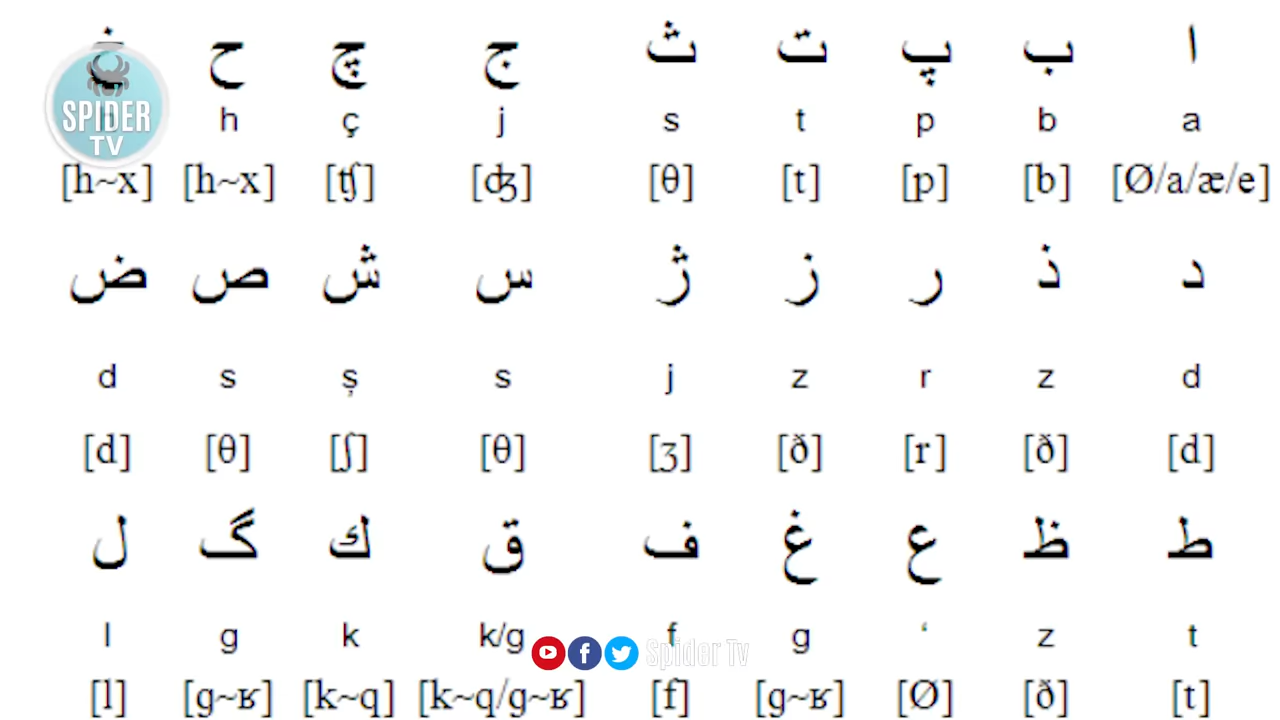 ا ب پ ت ث ج چ ح خ
a b p t s j ç h
[Ø/a/æ/e] [b] [p] [t] [θ] [ʤ] [ʧ] [h~x] [h~x]
د ذ ر ز ژ س ش ص ض
d z r z j s ș s d
[d] [ð] [r] [ð] [ʒ] [θ] [ʃ] [θ] [d]
ط ظ ع غ ف ق ك گ ل
t z ‘ g f k/g k g l
[t] [ð] [Ø] [g~ʁ] [f] [k~q/g~ʁ] [k~q] [g~ʁ] [l]
SPIDER
TV
Spider Tv